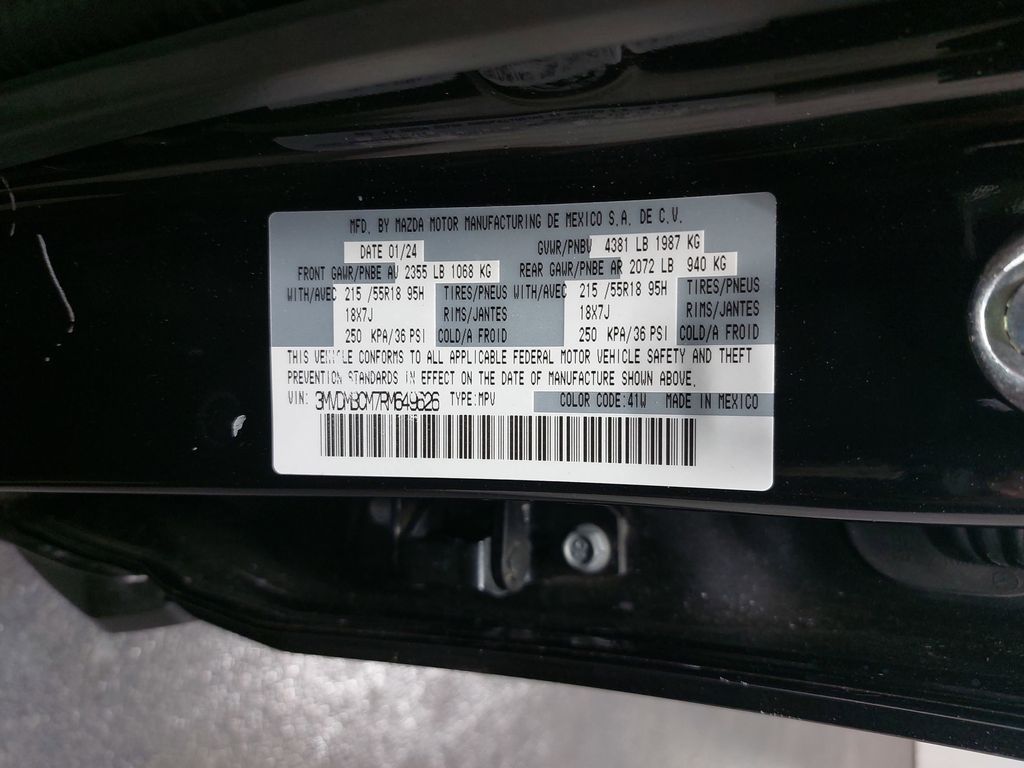 MFD. BY MAZDA MOTOR MANUFACTURING DE MEXICO S.A. DE C.V.
DATE 01/24 GVWR/PNBV 4381 LB 1987 KG
FRONT GAWR/PNBE AV 2355 LB 1068 KG REAR GAWR/PNBE AR 2072 LB 940 KG
WITH/AVEC 215 /55R18 95H TIRES/PNEUS WITH/AVEC 215 /55R18 95H TIRES/PNEUS
18X7J RIMS/JANTES 18X7J RIMS/JANTES
250 KPA/36 PSI COLD/A FROID 250 KPA/36 PSI COLD/A FROID
THIS VEHICLE CONFORMS TO ALL APPLICABLE FEDERAL MOTOR VEHICLE SAFETY AND THEFT
PREVENTION STANDARDS IN EFFECT ON THE DATE OF MANUFACTURE SHOWN ABOVE.
VIN: 3MVDMBCM7RM649626 TYPE:MPV COLOR CODE:41W MADE IN MEXICO